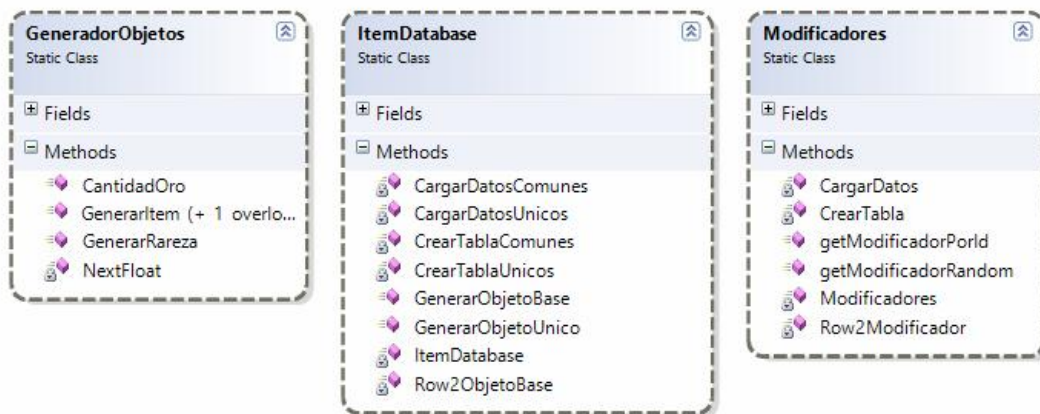 GeneradorObjetos
Static Class
Fields
Methods
CantidadOro
GenerarItem (+ 1 overlo...
GenerarRareza
NextFloat
ItemDatabase
Static Class
Fields
Methods
CargarDatosComunes
CargarDatosUnicos
CrearTablaComunes
CrearTablaUnicos
GenerarObjetoBase
GenerarObjetoUnico
ItemDatabase
Row2ObjetoBase
Modificadores
Static Class
Fields
Methods
CargarDatos
CrearTabla
getModificadorPorId
getModificadorRandom
Modificadores
Row2Modificador